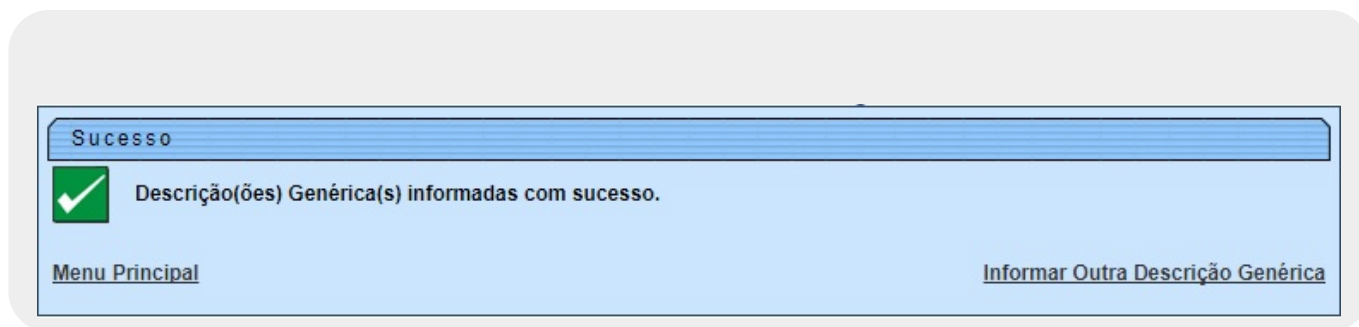 Sucesso
Descrição(ões) Genérica(s) informadas com sucesso.
Menu Principal Informar Outra Descrição Genérica